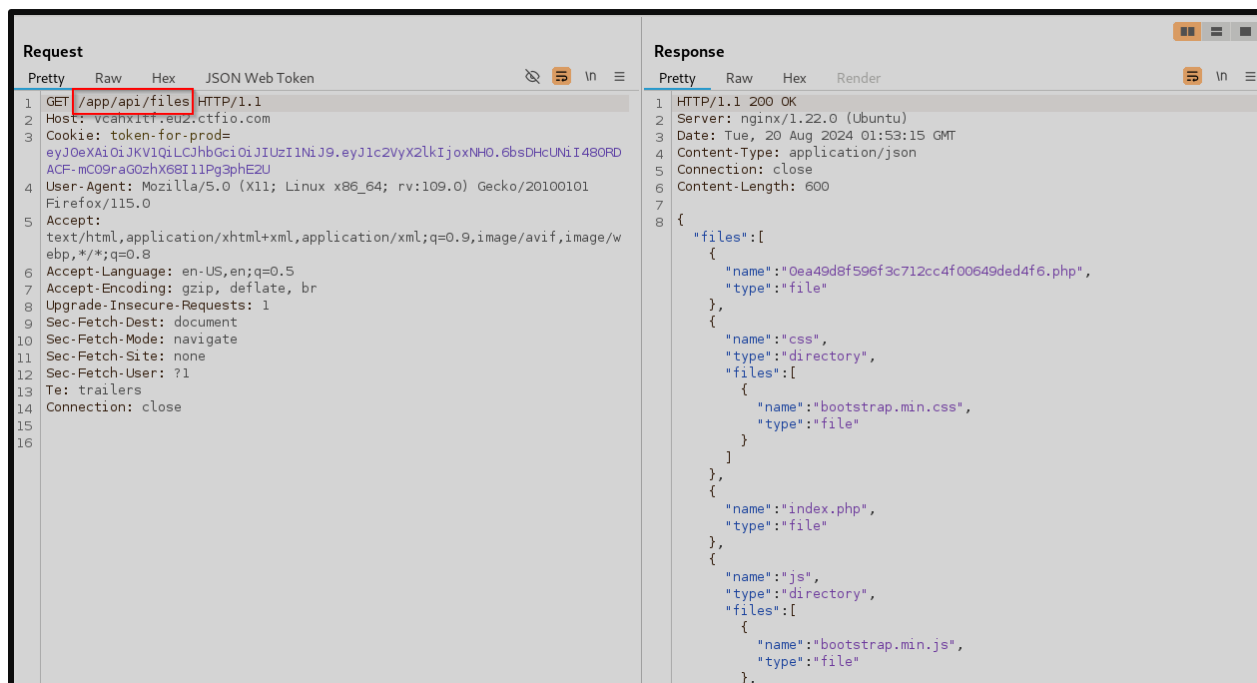 Request
Pretty Raw Hex JSON Web Token \n
1 GET /app/api/files HTTP/1.1
2 Host: vcahx1tf.eu2.ctfio.com
3 Cookie: token-for-prod=
eyJ0eXAiOiJKV1QiLCJhbGciOiJIUzI1NiJ9.eyJ1c2VyX2lkIjoxNH0.6bsDHcUNiI480RD
ACF-mC09raG0zhX68I11Pg3phE2U
4 User-Agent: Mozilla/5.0 (X11; Linux x86_64; rv:109.0) Gecko/20100101
Firefox/115.0
5 Accept:
text/html,application/xhtml+xml,application/xml;q=0.9,image/avif,image/w
ebp,*/*;q=0.8
6 Accept-Language: en-US,en;q=0.5
7 Accept-Encoding: gzip, deflate, br
8 Upgrade-Insecure-Requests: 1
9 Sec-Fetch-Dest: document
10 Sec-Fetch-Mode: navigate
11 Sec-Fetch-Site: none
12 Sec-Fetch-User: ?1
13 Te: trailers
14 Connection: close
15
16
Response
Pretty Raw Hex Render \n
1 HTTP/1.1 200 OK
2 Server: nginx/1.22.0 (Ubuntu)
3 Date: Tue, 20 Aug 2024 01:53:15 GMT
4 Content-Type: application/json
5 Connection: close
6 Content-Length: 600
7
8 {
"files":[
{
"name":"0ea49d8f596f3c712cc4f00649ded4f6.php",
"type":"file"
},
{
"name":"css",
"type":"directory",
"files":[
{
"name":"bootstrap.min.css",
"type":"file"
}
]
},
{
"name":"index.php",
"type":"file"
},
{
"name":"js",
"type":"directory",
"files":[
{
"name":"bootstrap.min.js",
"type":"file"
},